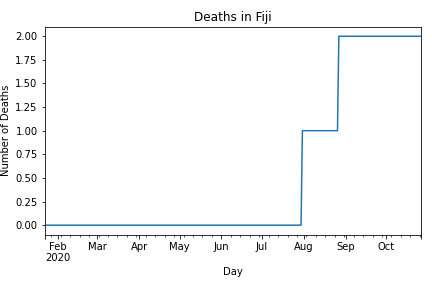 Deaths in Fiji
Number of Deaths
2.00
1.75
1.50
1.25
1.00
0.75
0.50
0.25
0.00
Feb Mar Apr May Jun Jul Aug Sep Oct
2020
Day